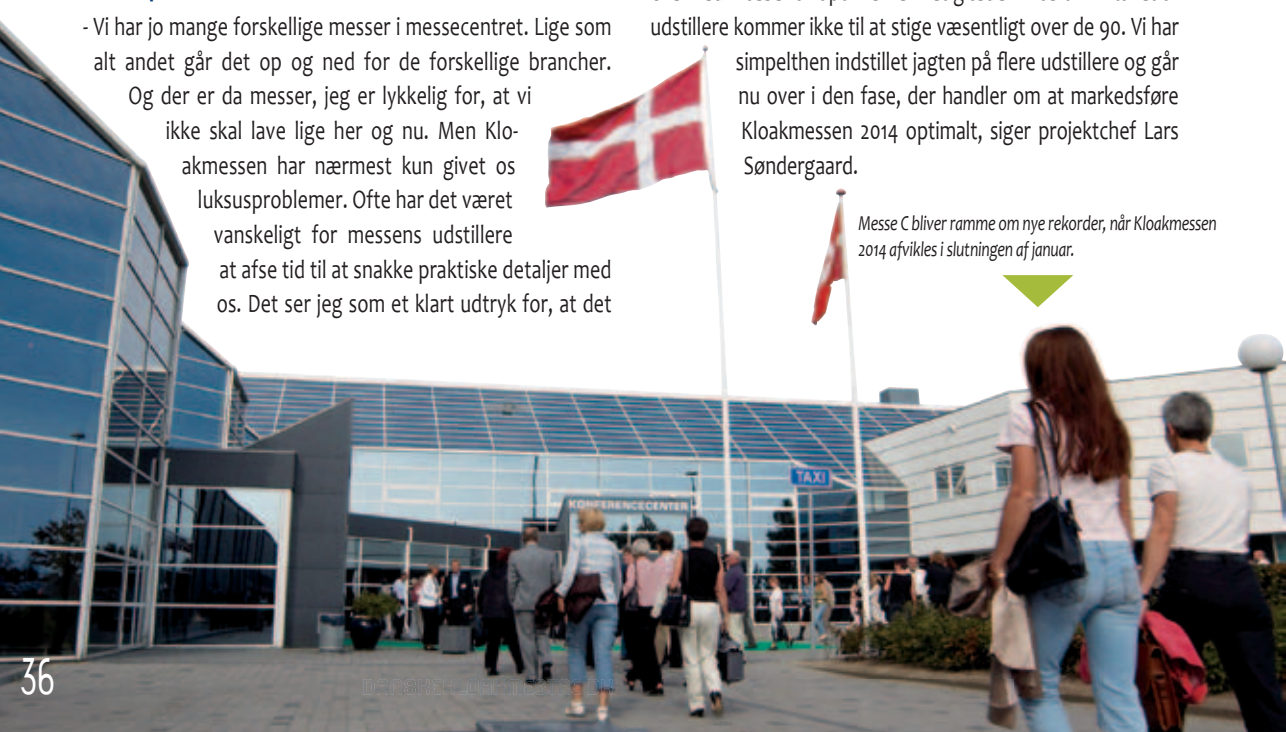 - Vi har jo mange forskellige messer i messecentret. Lige som
alt andet går det op og ned for de forskellige brancher.
Og der er da messer, jeg er lykkelig for, at vi
ikke skal lave lige her og nu. Men Klo-
akmessen har nærmest kun givet os
luksusproblemer. Ofte har det været
vanskeligt for messens udstillere
at afse tid til at snakke praktiske detaljer med
os. Det ser jeg som et klart udtryk for, at det
udstillere kommer ikke til at stige væsentligt over de 90. Vi har
simpelthen indstillet jagten på flere udstillere og går
nu over i den fase, der handler om at markedsføre
Kloakmessen 2014 optimalt, siger projektchef Lars
Søndergaard.
Messe C bliver ramme om nye rekorder, når Kloakmessen
2014 afvikles i slutningen af januar.
TAXI
KONFERENCECENTER
36